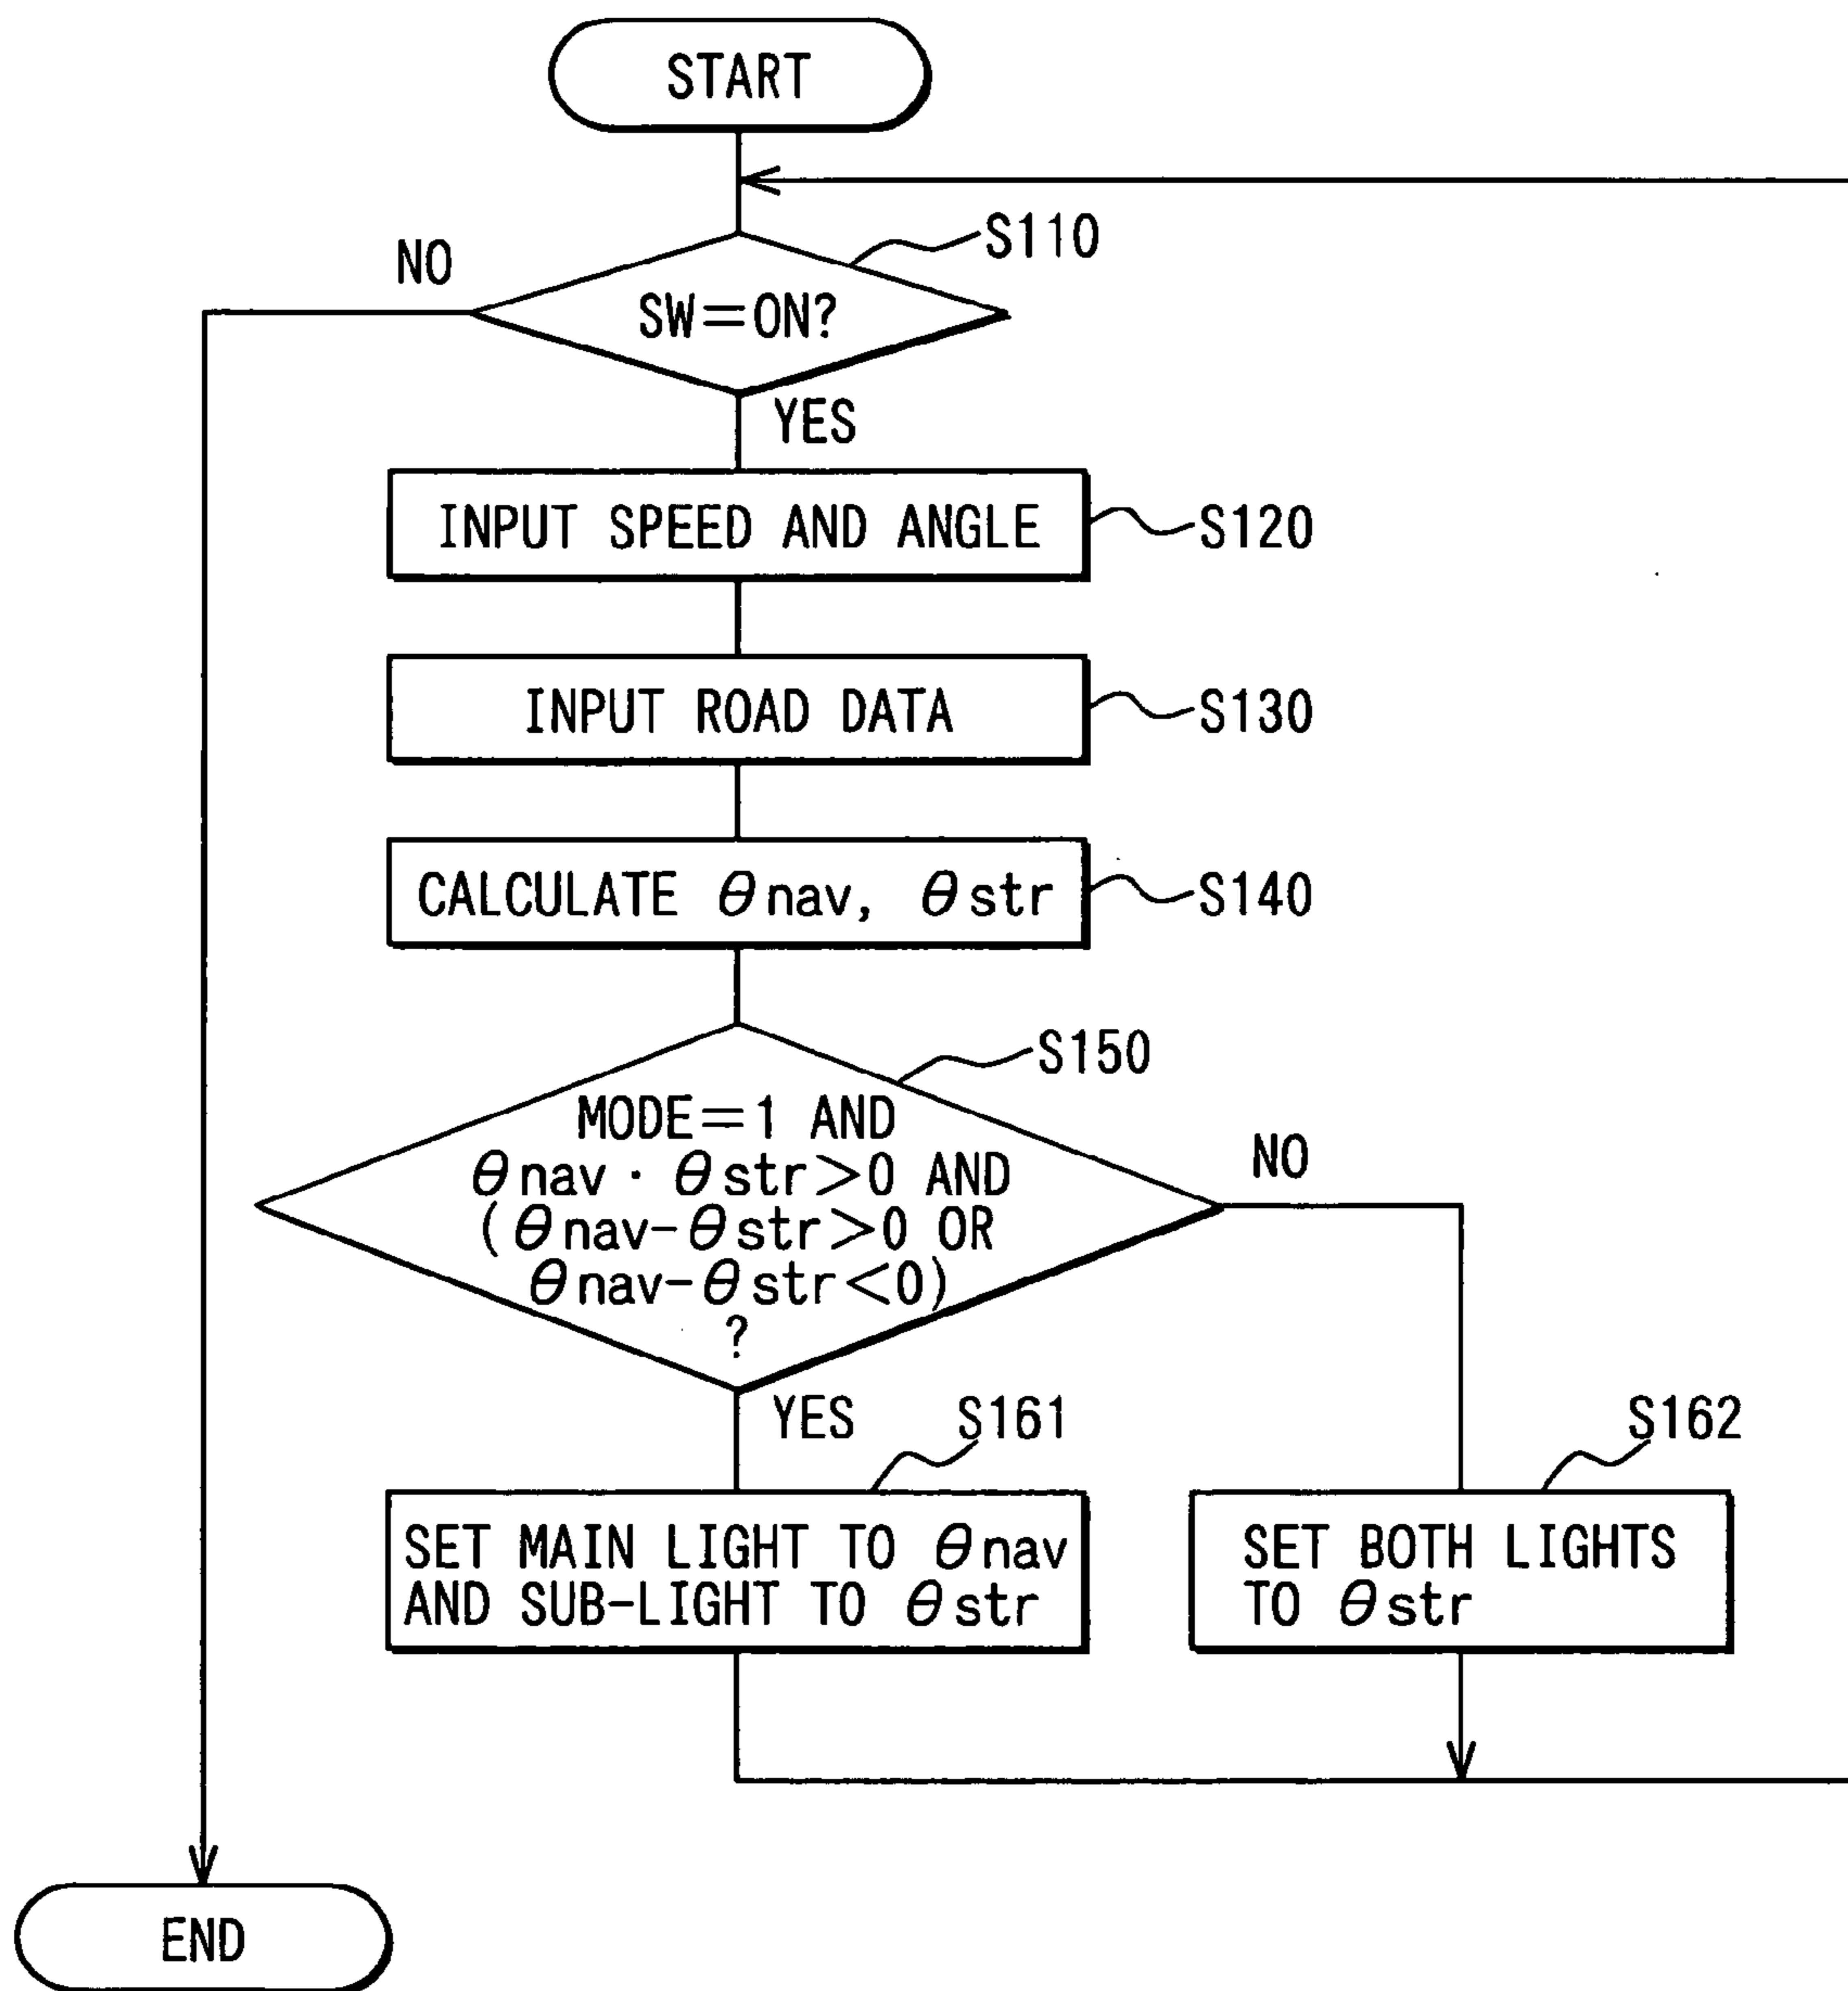 START
S110
NO
SW=ON?
YES
INPUT SPEED AND ANGLE
S120
INPUT ROAD DATA
S130
CALCULATE θnav, θstr
S140
S150
MODE=1 AND
θnav · θstr>0 AND
(θnav-θstr>0 OR
θnav-θstr<0)
?
NO
YES
S161
S162
SET MAIN LIGHT TO θnav
AND SUB-LIGHT TO θstr
SET BOTH LIGHTS
TO θstr
END